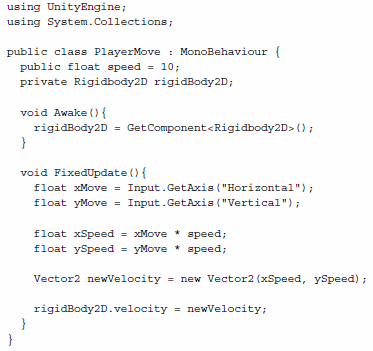 using UnityEngine;
using System.Collections;

public class PlayerMove : MonoBehaviour {
  public float speed = 10;
  private Rigidbody2D rigidBody2D;

  void Awake(){
    rigidBody2D = GetComponent<Rigidbody2D>();
  }

  void FixedUpdate(){
    float xMove = Input.GetAxis("Horizontal");
    float yMove = Input.GetAxis("Vertical");

    float xSpeed = xMove * speed;
    float ySpeed = yMove * speed;

    Vector2 newVelocity = new Vector2(xSpeed, ySpeed);

    rigidBody2D.velocity = newVelocity;
  }
}